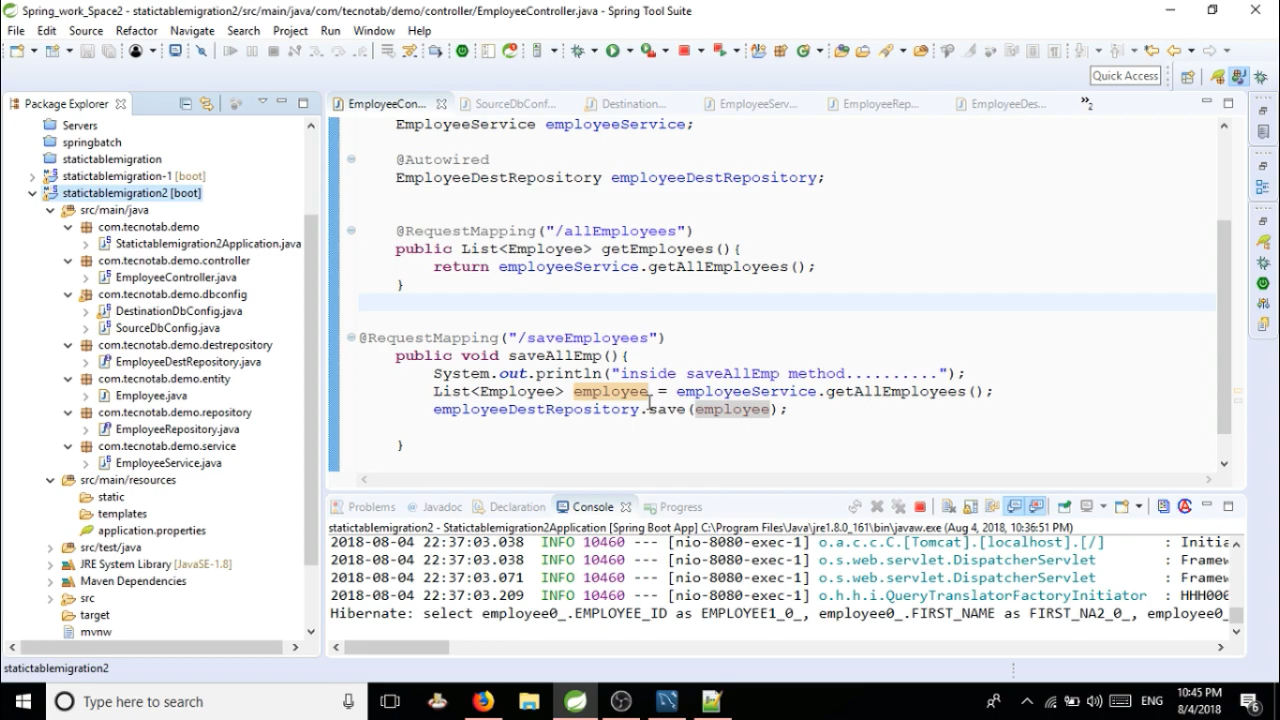 Spring_work_Space2 - statictablemigration2/src/main/java/com/tecnotab/demo/controller/EmployeeController.java - Spring Tool Suite
File Edit Source Refactor Navigate Search Project Run Window Help
Quick Access
Package Explorer
Servers
springbatch
statictablemigration
statictablemigration-1 [boot]
statictablemigration2 [boot]
src/main/java
com.tecnotab.demo
Statictablemigration2Application.java
com.tecnotab.demo.controller
EmployeeController.java
com.tecnotab.demo.dbconfig
DestinationDbConfig.java
SourceDbConfig.java
com.tecnotab.demo.destrepository
EmployeeDestRepository.java
com.tecnotab.demo.entity
Employee.java
com.tecnotab.demo.repository
EmployeeRepository.java
com.tecnotab.demo.service
EmployeeService.java
src/main/resources
static
templates
application.properties
src/test/java
JRE System Library [JavaSE-1.8]
Maven Dependencies
src
target
mvnw
EmployeeCon... SourceDbConf... Destination... EmployeeServ... EmployeeRep... EmployeeDes... »2
EmployeeService employeeService;
@Autowired
EmployeeDestRepository employeeDestRepository;
@RequestMapping("/allEmployees")
public List<Employee> getEmployees(){
return employeeService.getAllEmployees();
}
@RequestMapping("/saveEmployees")
public void saveAllEmp(){
System.out.println("inside saveAllEmp method..........");
List<Employee> employee = employeeService.getAllEmployees();
employeeDestRepository.save(employee);
}
Problems Javadoc Declaration Console Progress
statictablemigration2 - Statictablemigration2Application [Spring Boot App] C:\Program Files\Java\jre1.8.0_161\bin\javaw.exe (Aug 4, 2018, 10:36:51 PM)
2018-08-04 22:37:03.038 INFO 10460 --- [nio-8080-exec-1] o.a.c.c.C.[Tomcat].[localhost].[/] : Initia
2018-08-04 22:37:03.038 INFO 10460 --- [nio-8080-exec-1] o.s.web.servlet.DispatcherServlet : Framew
2018-08-04 22:37:03.071 INFO 10460 --- [nio-8080-exec-1] o.s.web.servlet.DispatcherServlet : Framew
2018-08-04 22:37:03.209 INFO 10460 --- [nio-8080-exec-1] o.h.h.i.QueryTranslatorFactoryInitiator : HHH000
Hibernate: select employee0_.EMPLOYEE_ID as EMPLOYEE1_0_, employee0_.FIRST_NAME as FIRST_NA2_0_, employee0_
statictablemigration2
Type here to search
ENG
10:45 PM
8/4/2018
6